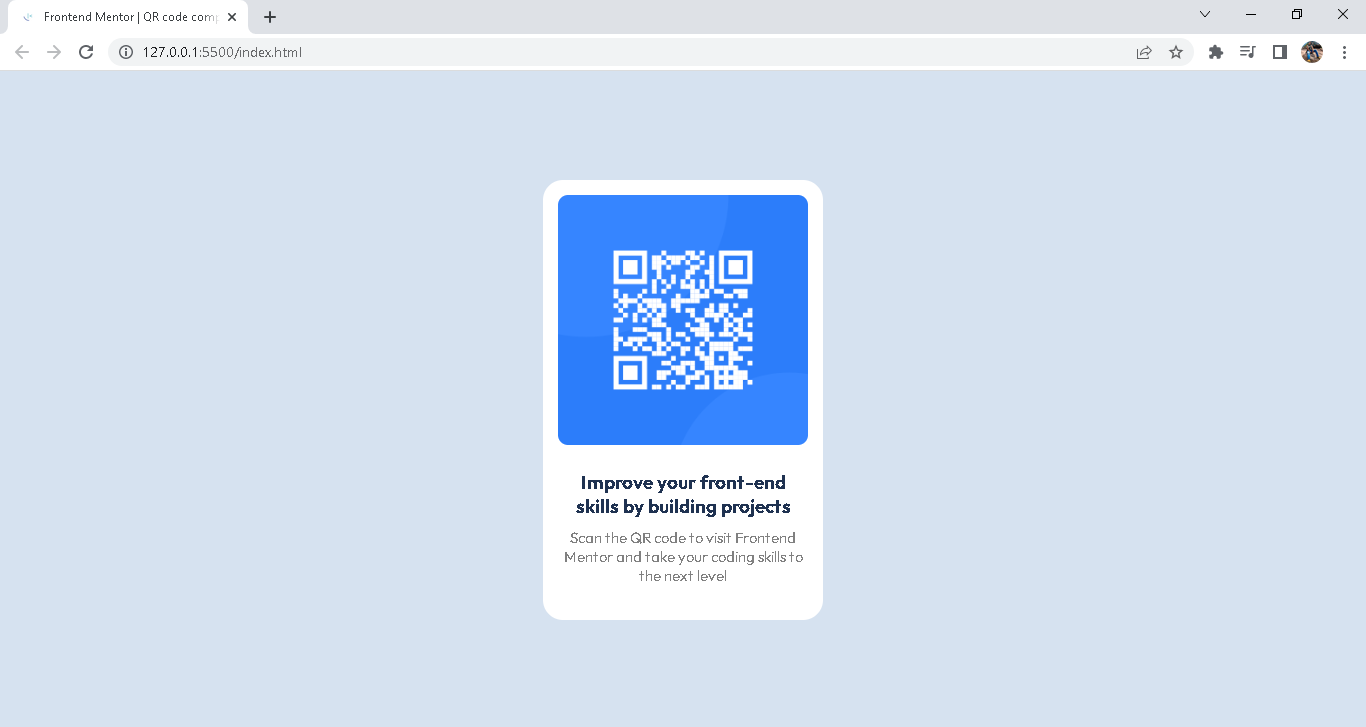 Frontend Mentor | QR code comp
127.0.0.1:5500/index.html
Improve your front-end
skills by building projects
Scan the QR code to visit Frontend
Mentor and take your coding skills to
the next level